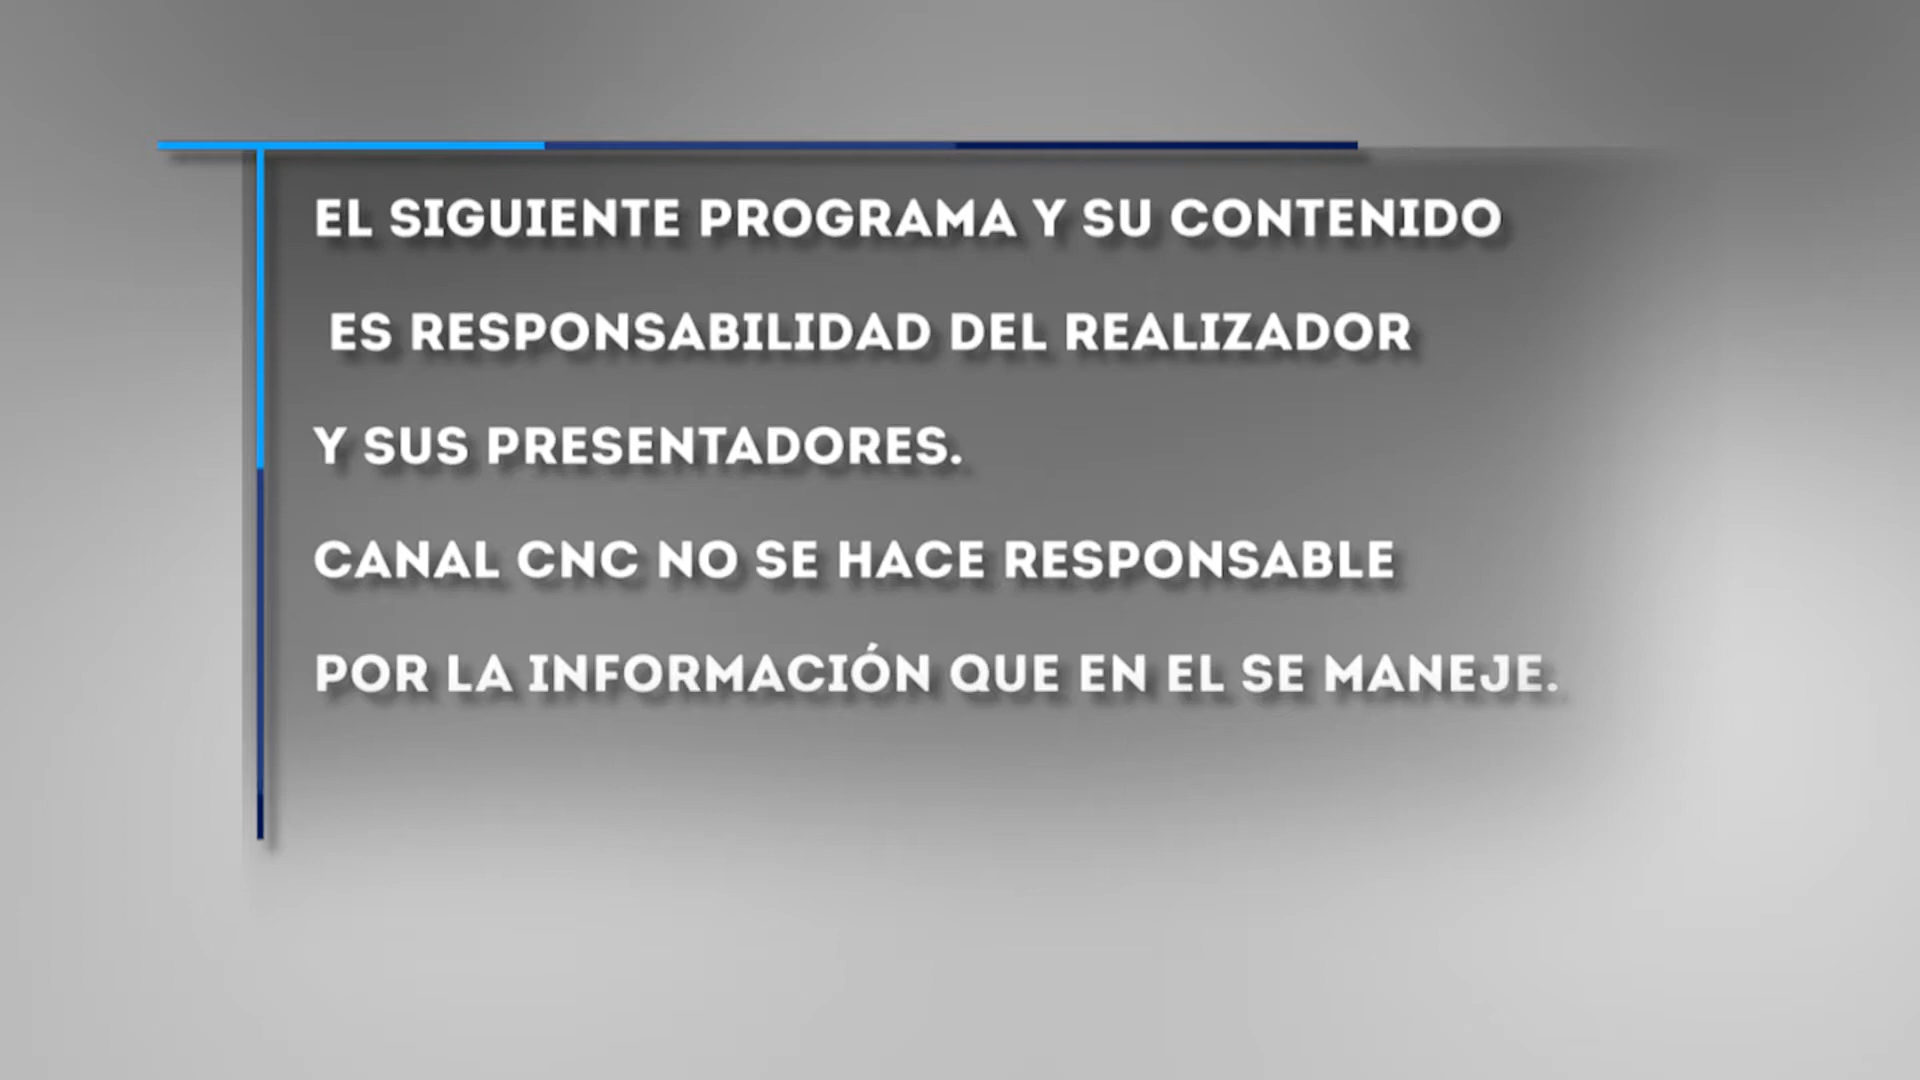 EL SIGUIENTE PROGRAMA Y SU CONTENIDO
ES RESPONSABILIDAD DEL REALIZADOR
Y SUS PRESENTADORES.
CANAL CNC NO SE HACE RESPONSABLE
POR LA INFORMACIÓN QUE EN EL SE MANEJE.